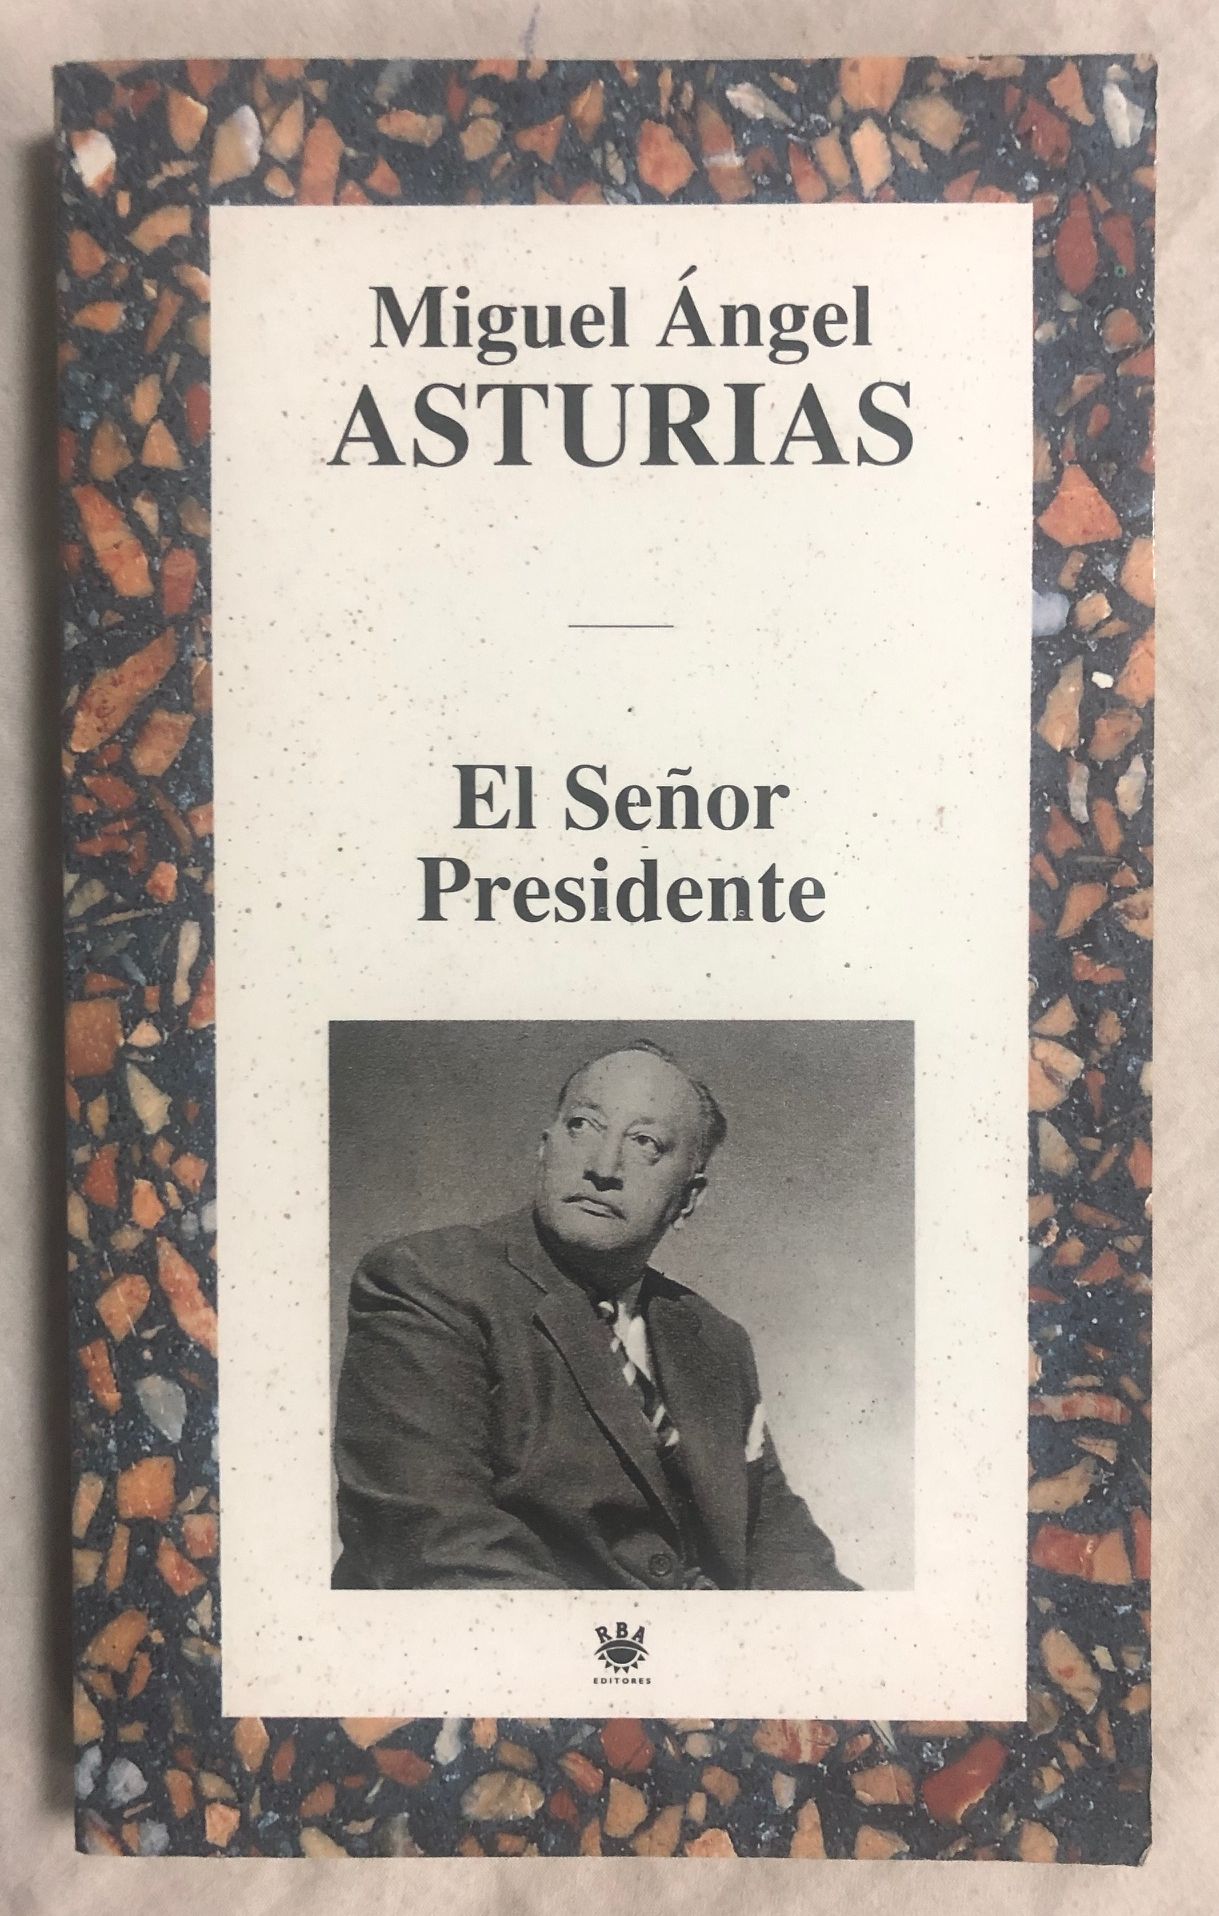 Miguel Ángel
ASTURIAS
El Señor
Presidente
RBA
EDITORES